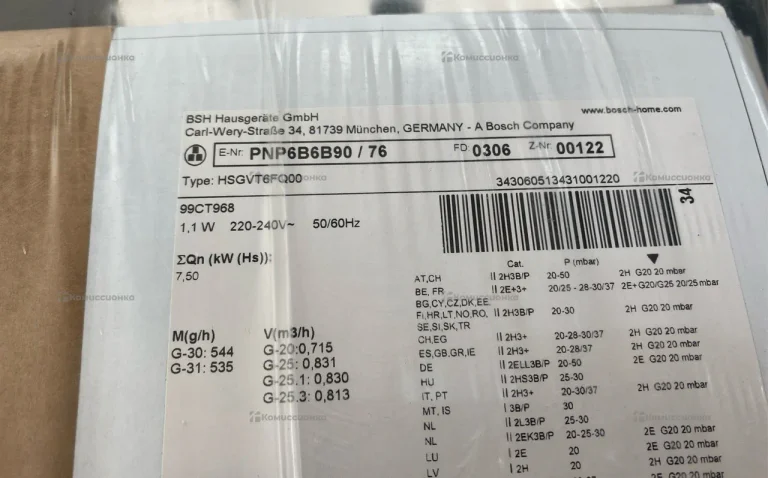 BSH Hausgeräte GmbH
www.bosch-home.com
Carl-Wery-Straße 34, 81739 München, GERMANY - A Bosch Company
E-Nr. PNP6B6B90 / 76 FD 0306 Z-Nr. 00122
Type: HSGVT6FQ00
343060513431001220
34
99CT968
1,1 W 220-240V~ 50/60Hz
ΣQn (kW (Hs)):
7,50
M(g/h) V(m3/h)
G-30: 544 G-20:0,715
G-31: 535 G-25: 0,831
G-25.1: 0,830
G-25.3: 0,813
Cat. P (mbar)
AT,CH II 2H3B/P 20-50 2H G20 20 mbar
BE, FR II 2E+3+ 20/25 - 28-30/37 2E+G20/G25 20/25 mbar
BG,CY,CZ,DK,EE,
FI,HR,LT,NO,RO, II 2H3B/P 20-30 2H G20 20 mbar
SE,SI,SK,TR
CH,EG II 2H3+ 20-28-30/37 2H G20 20 mbar
ES,GB,GR,IE II 2H3+ 20-28/37 2H G20 20 mbar
DE II 2ELL3B/P 20-50 2E G20 20 mbar
HU II 2HS3B/P 25-30
IT, PT II 2H3+ 20-30/37 2H G20 20 mbar
MT, IS I 3B/P 30
NL II 2L3B/P 25-30
NL II 2EK3B/P 20-25-30 2E G20 20 mbar
LU I 2E 20 2E G20 20 mbar
LV I 2H 20 2H G20 20 mbar
Комиссионко
Комиссионко
Комиссионко
Комиссионко
Комиссионко
Комиссионко
Комиссионко
Комиссионко